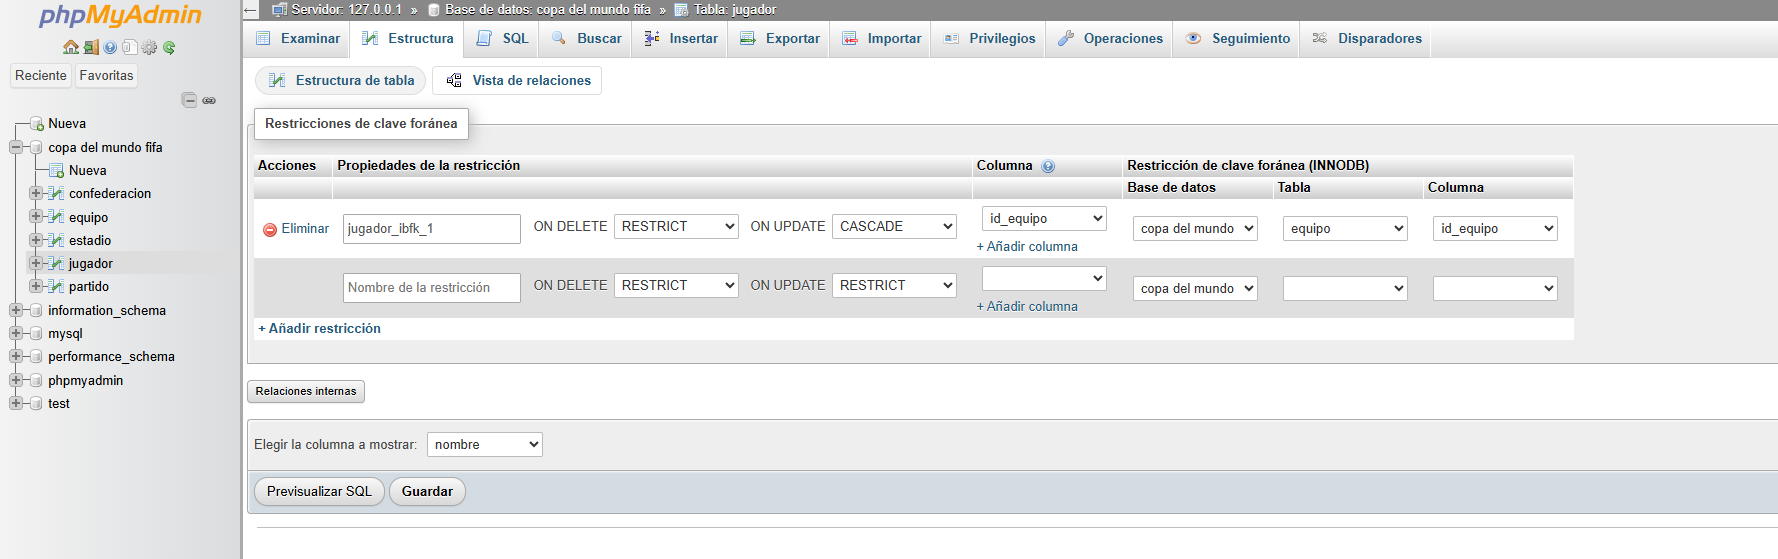 phpMyAdmin
Reciente Favoritas
Nueva
copa del mundo fifa
Nueva
confederacion
equipo
estadio
jugador
partido
information_schema
mysql
performance_schema
phpmyadmin
test
Servidor: 127.0.0.1 » Base de datos: copa del mundo fifa » Tabla: jugador
Examinar Estructura SQL Buscar Insertar Exportar Importar Privilegios Operaciones Seguimiento Disparadores
Estructura de tabla Vista de relaciones
Restricciones de clave foránea
Acciones Propiedades de la restricción Columna Restricción de clave foránea (INNODB)
Base de datos Tabla Columna
Eliminar jugador_ibfk_1 ON DELETE RESTRICT ON UPDATE CASCADE id_equipo copa del mundo equipo id_equipo
+ Añadir columna
Nombre de la restricción ON DELETE RESTRICT ON UPDATE RESTRICT copa del mundo
+ Añadir columna
+ Añadir restricción
Relaciones internas
Elegir la columna a mostrar: nombre
Previsualizar SQL Guardar